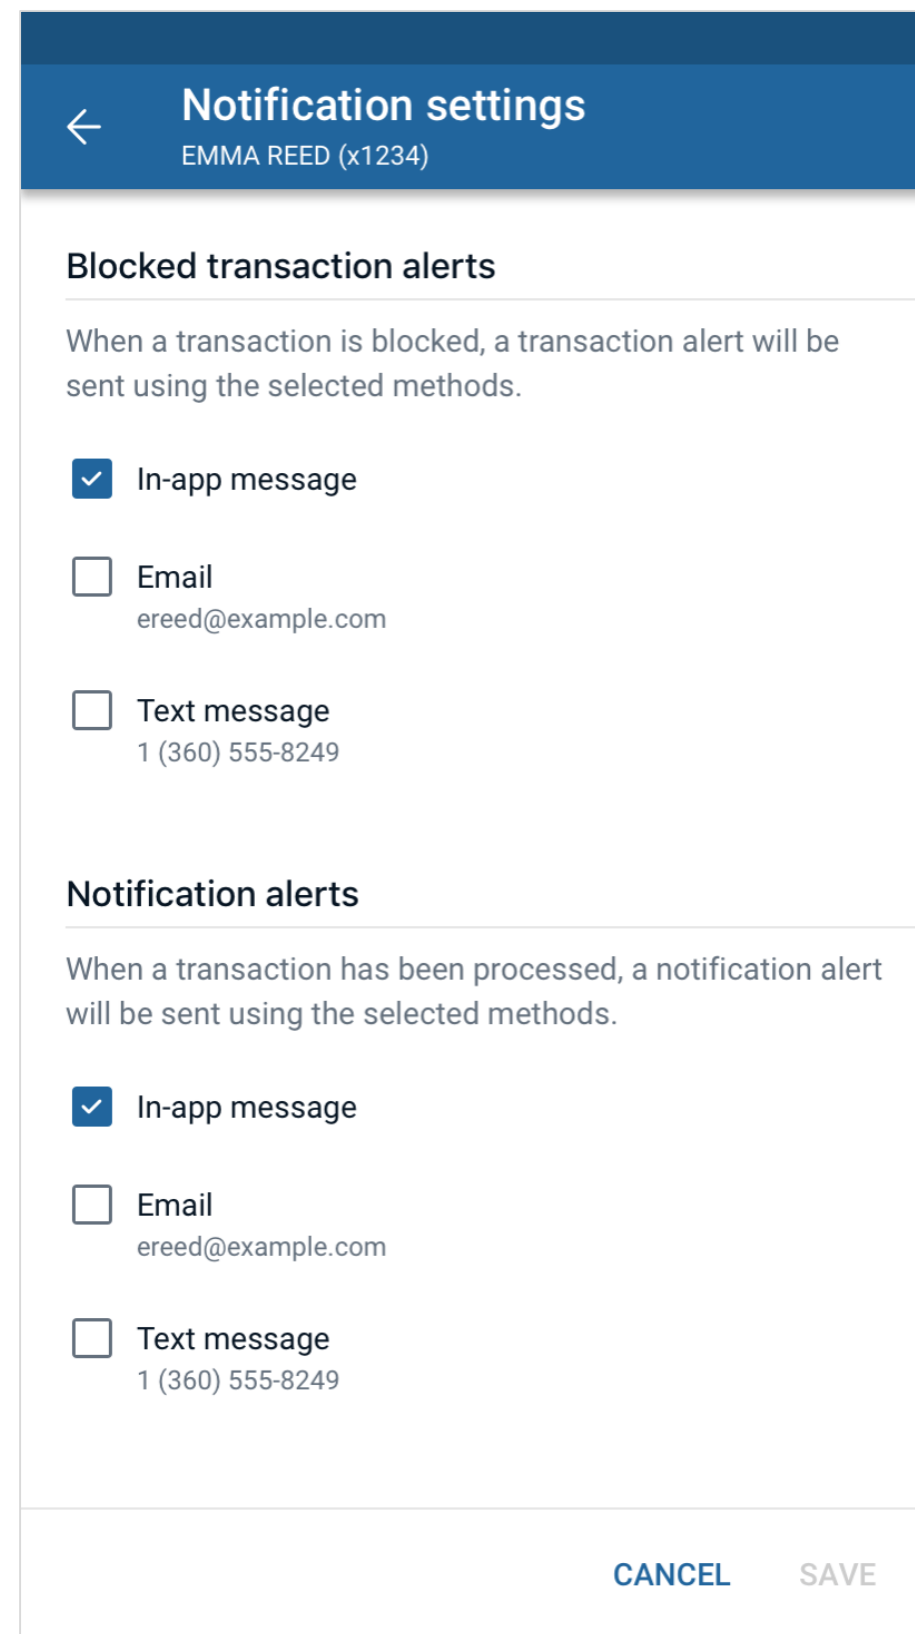 Notification settings
EMMA REED (x1234)
Blocked transaction alerts
When a transaction is blocked, a transaction alert will be
sent using the selected methods.
In-app message
Email
ereed@example.com
Text message
1 (360) 555-8249
Notification alerts
When a transaction has been processed, a notification alert
will be sent using the selected methods.
In-app message
Email
ereed@example.com
Text message
1 (360) 555-8249
CANCEL SAVE